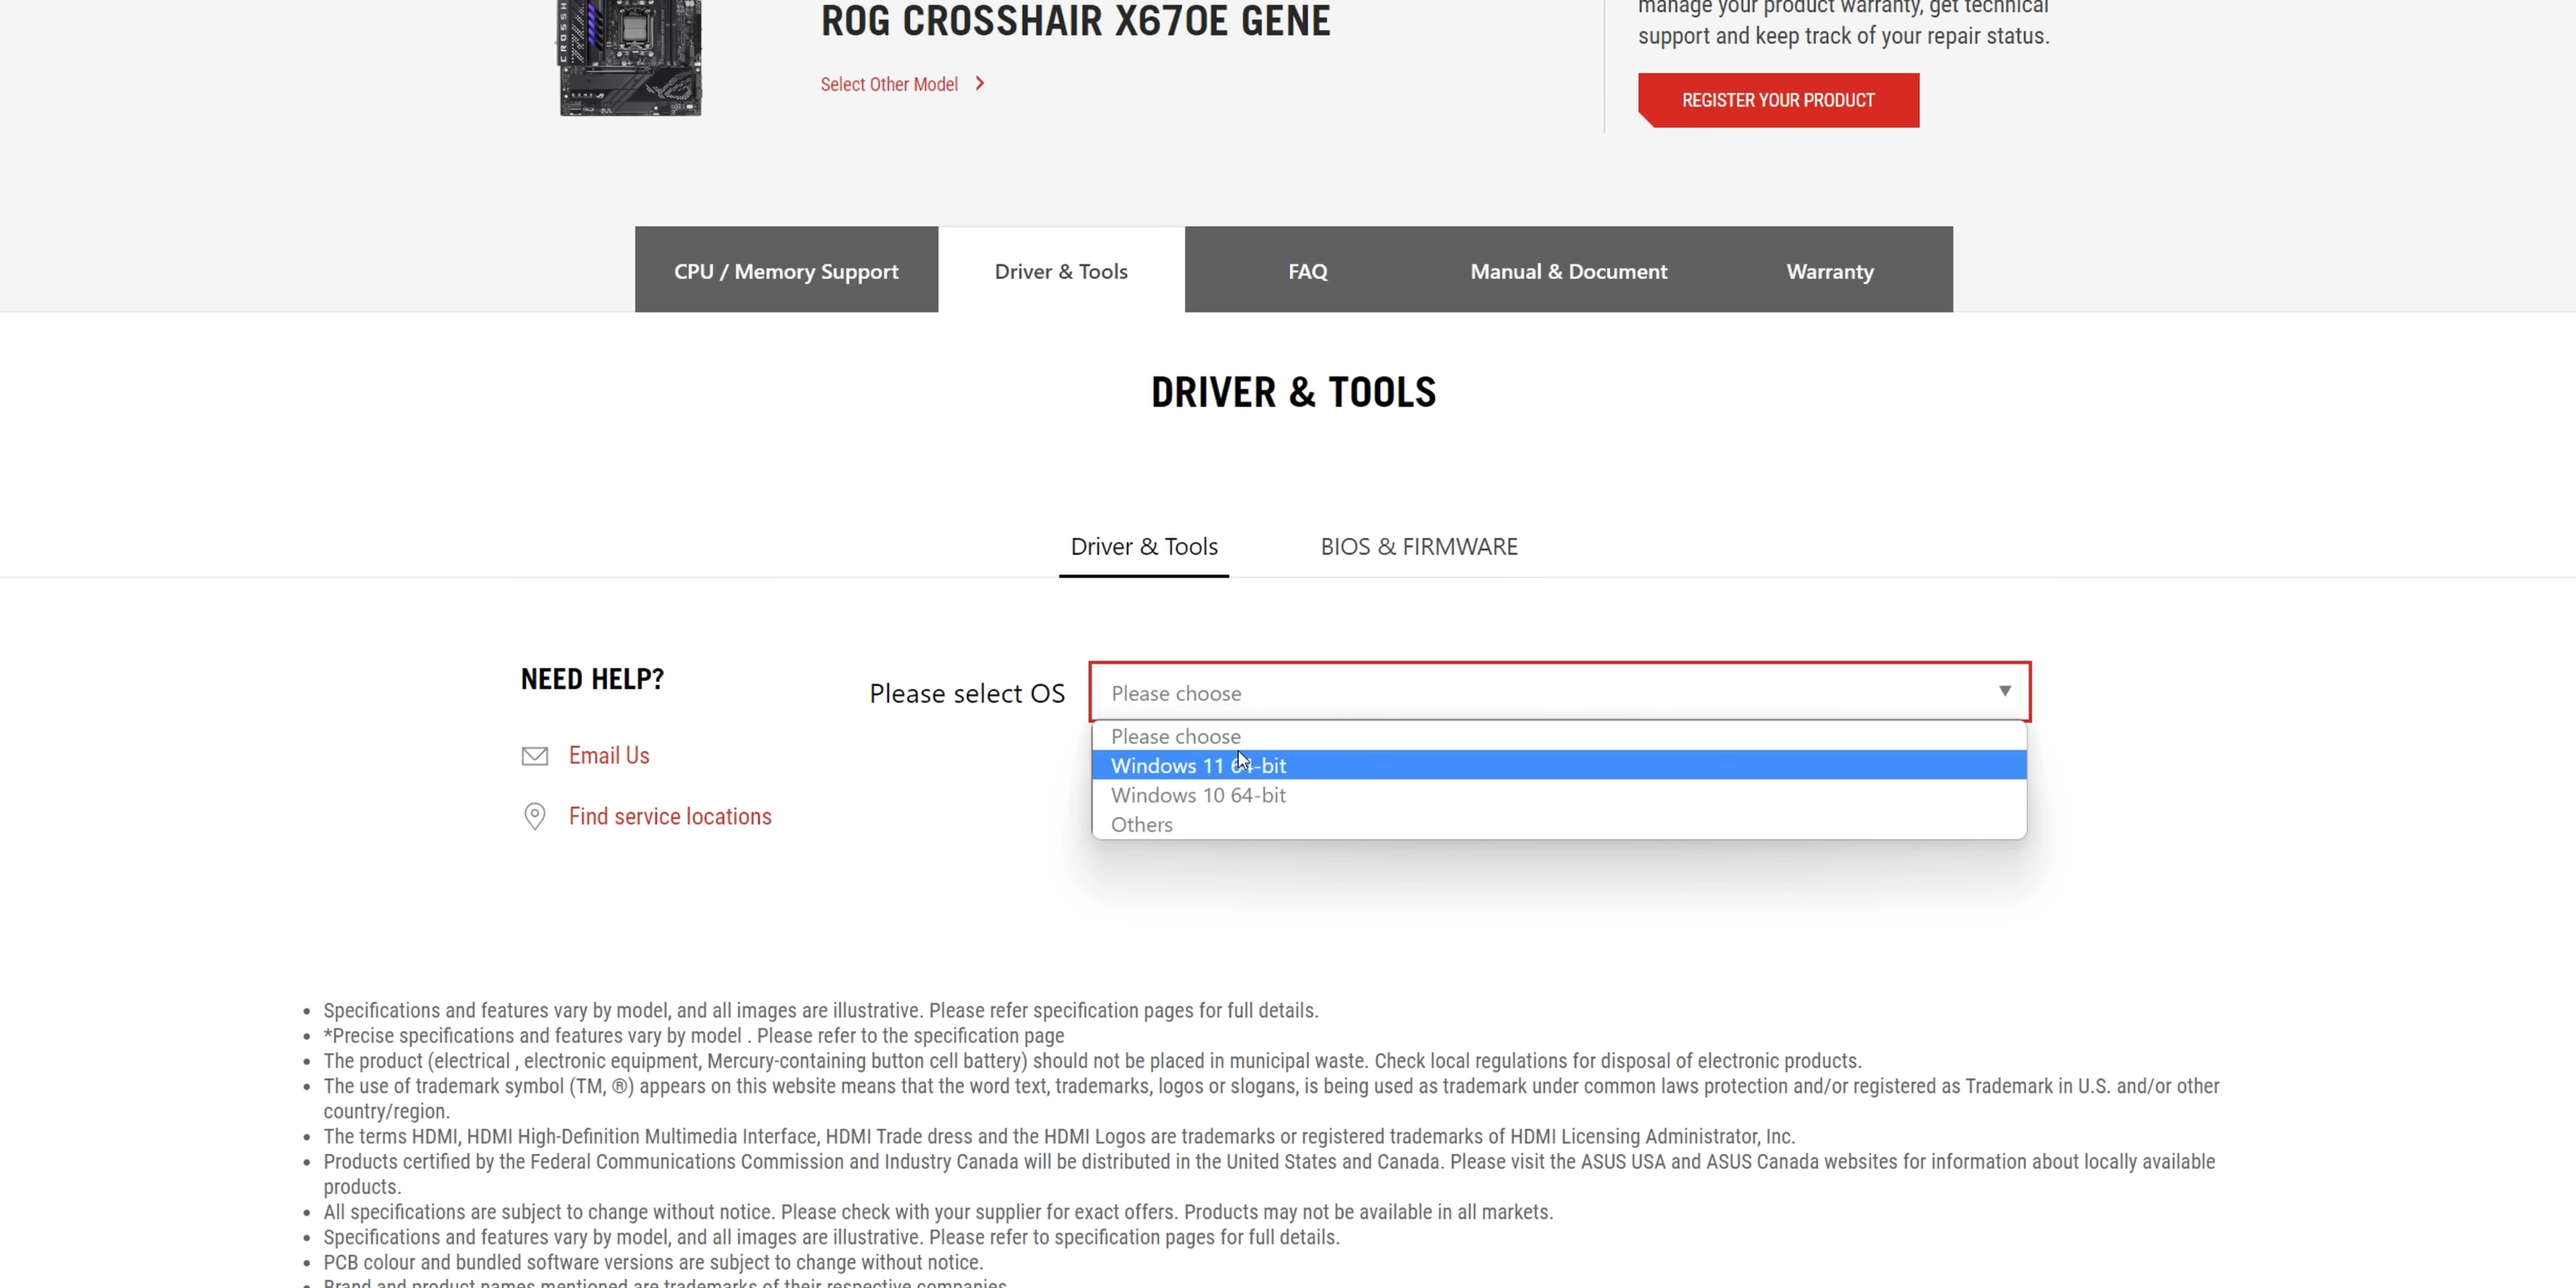 manage your product warranty, get technical
support and keep track of your repair status.
ROG CROSSHAIR X670E GENE
Select Other Model
REGISTER YOUR PRODUCT
CPU / Memory Support
Driver & Tools
FAQ
Manual & Document
Warranty
DRIVER & TOOLS
Driver & Tools
BIOS & FIRMWARE
NEED HELP?
Email Us
Find service locations
Please select OS
Please choose
Please choose
Windows 11 64-bit
Windows 10 64-bit
Others
• Specifications and features vary by model, and all images are illustrative. Please refer specification pages for full details.
• *Precise specifications and features vary by model . Please refer to the specification page
• The product (electrical , electronic equipment, Mercury-containing button cell battery) should not be placed in municipal waste. Check local regulations for disposal of electronic products.
• The use of trademark symbol (TM, ®) appears on this website means that the word text, trademarks, logos or slogans, is being used as trademark under common laws protection and/or registered as Trademark in U.S. and/or other
country/region.
• The terms HDMI, HDMI High-Definition Multimedia Interface, HDMI Trade dress and the HDMI Logos are trademarks or registered trademarks of HDMI Licensing Administrator, Inc.
• Products certified by the Federal Communications Commission and Industry Canada will be distributed in the United States and Canada. Please visit the ASUS USA and ASUS Canada websites for information about locally available
products.
• All specifications are subject to change without notice. Please check with your supplier for exact offers. Products may not be available in all markets.
• Specifications and features vary by model, and all images are illustrative. Please refer to specification pages for full details.
• PCB colour and bundled software versions are subject to change without notice.
• Brand and product names mentioned are trademarks of their respective companies.